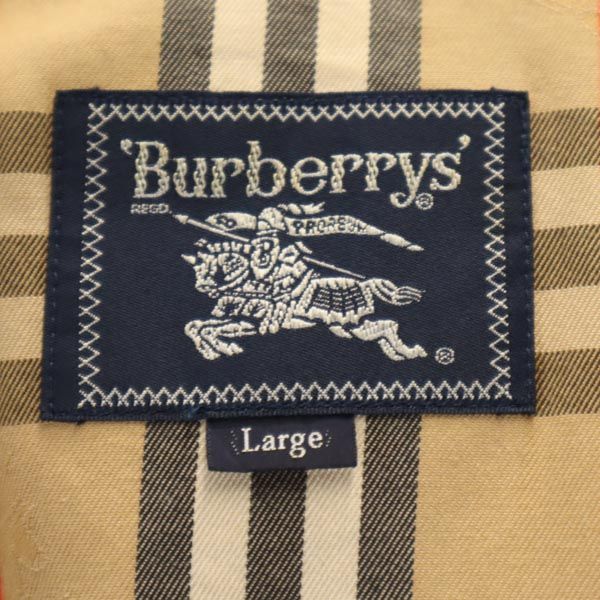 'Burberrys'®
REGD.
PRORSUM
®
Large